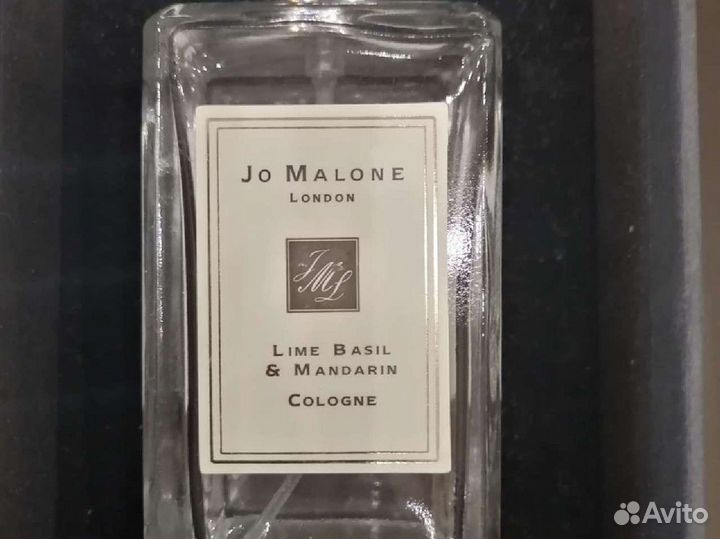 Jo Malone
London
JML
Lime Basil
& Mandarin
Cologne
Avito